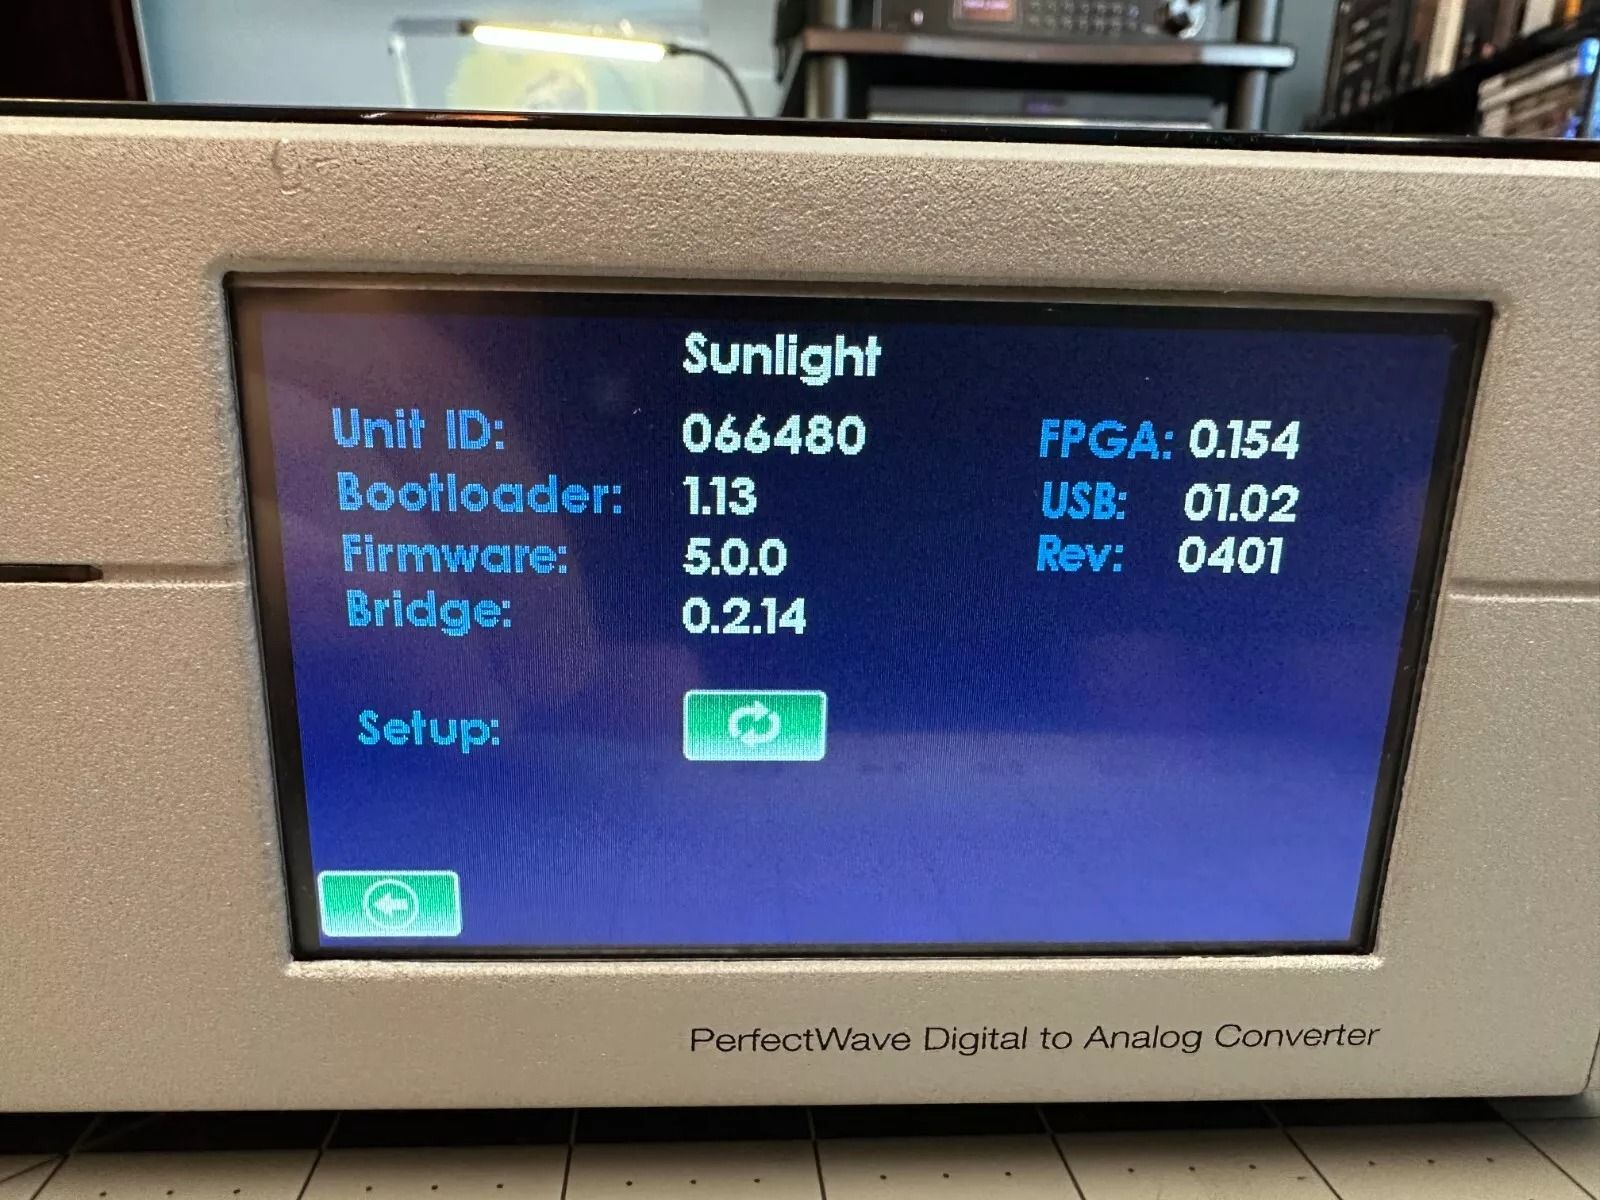 Sunlight
Unit ID: 066480 FPGA: 0.154
Bootloader: 1.13 USB: 01.02
Firmware: 5.0.0 Rev: 0401
Bridge: 0.2.14
Setup:
PerfectWave Digital to Analog Converter